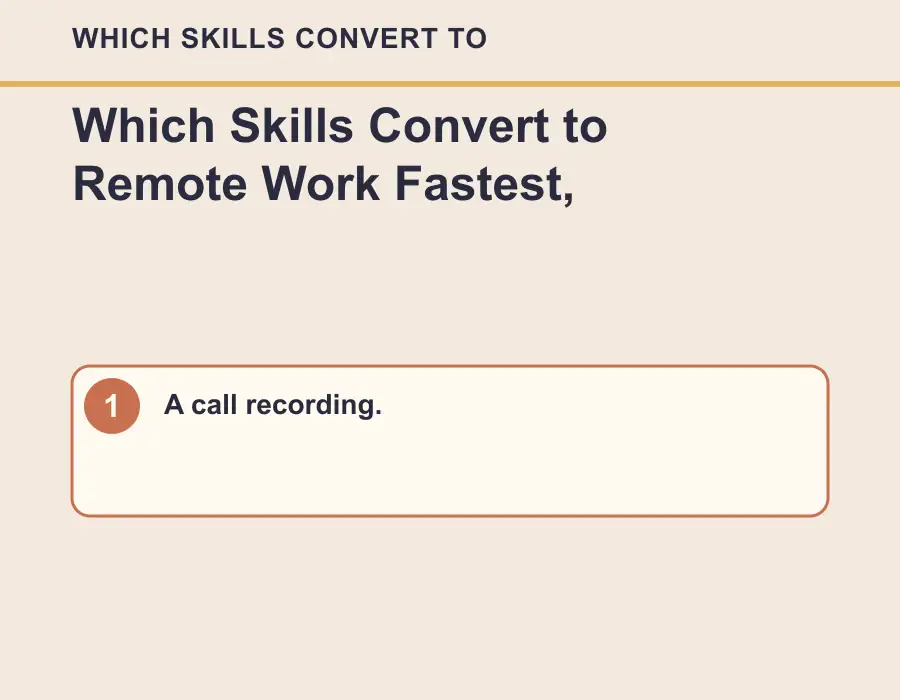 WHICH SKILLS CONVERT TO
Which Skills Convert to
Remote Work Fastest,
1 A call recording.